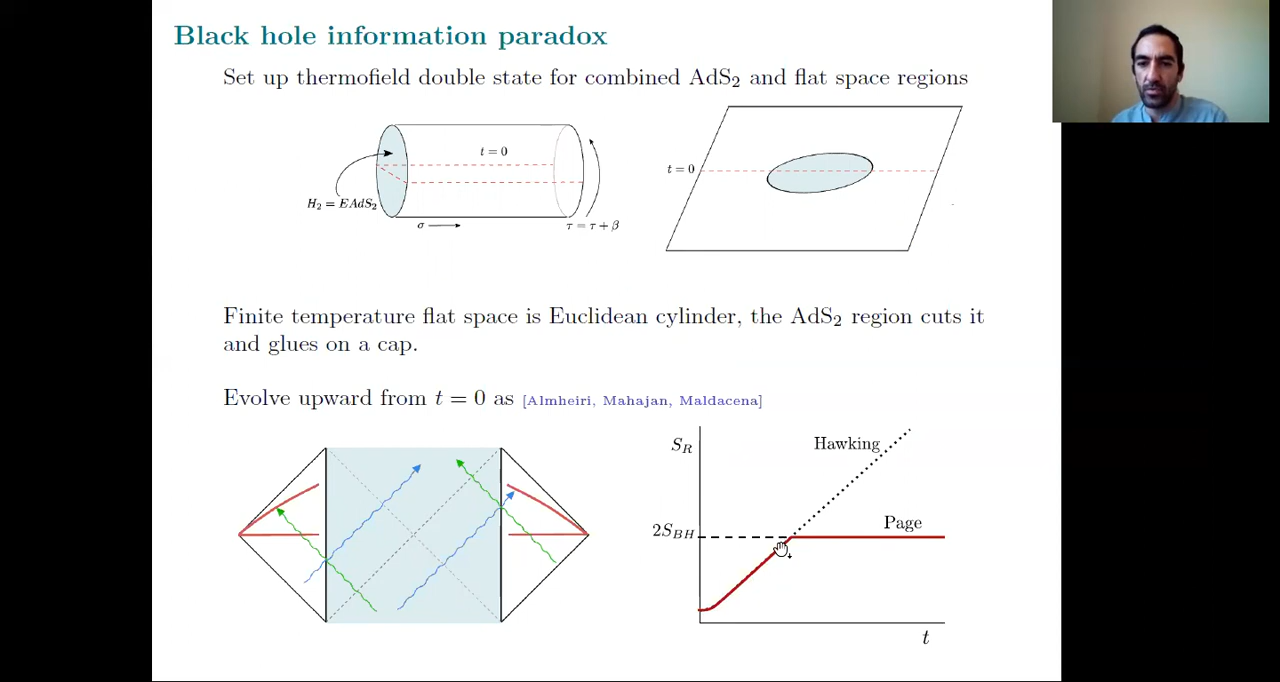 Black hole information paradox
Set up thermofield double state for combined AdS₂ and flat space regions
t = 0
H₂ = EAdS₂
σ
τ = τ + β
t = 0
Finite temperature flat space is Euclidean cylinder, the AdS₂ region cuts it
and glues on a cap.
Evolve upward from t = 0 as [Almheiri, Mahajan, Maldacena]
S_R
Hawking
2S_BH
Page
t